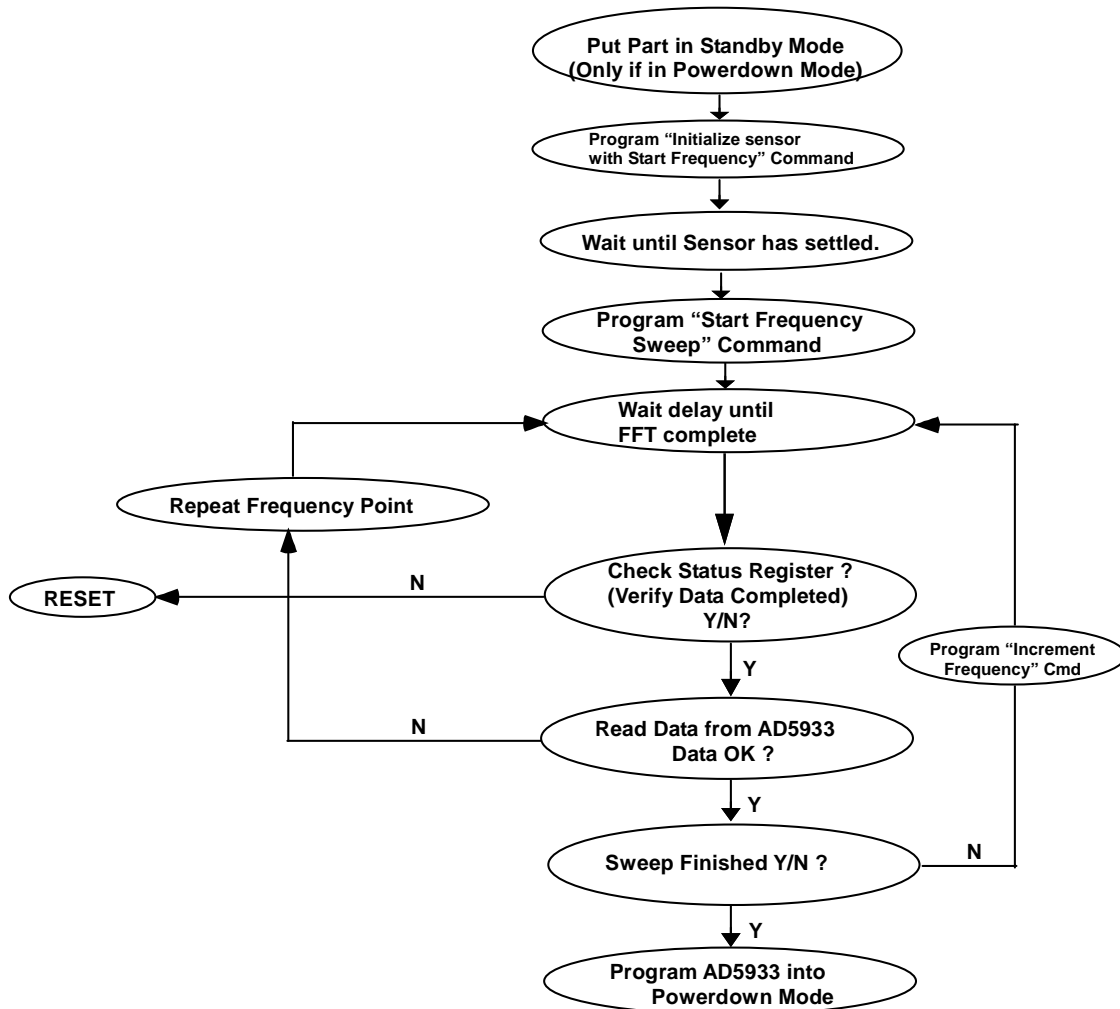 Put Part in Standby Mode
(Only if in Powerdown Mode)
Program “Initialize sensor
with Start Frequency” Command
Wait until Sensor has settled.
Program “Start Frequency
Sweep” Command
Wait delay until
FFT complete
Repeat Frequency Point
Check Status Register ?
(Verify Data Completed)
Y/N?
N
RESET
Program “Increment
Frequency” Cmd
Y
Read Data from AD5933
Data OK ?
N
Y
Sweep Finished Y/N ?
N
Y
Program AD5933 into
Powerdown Mode